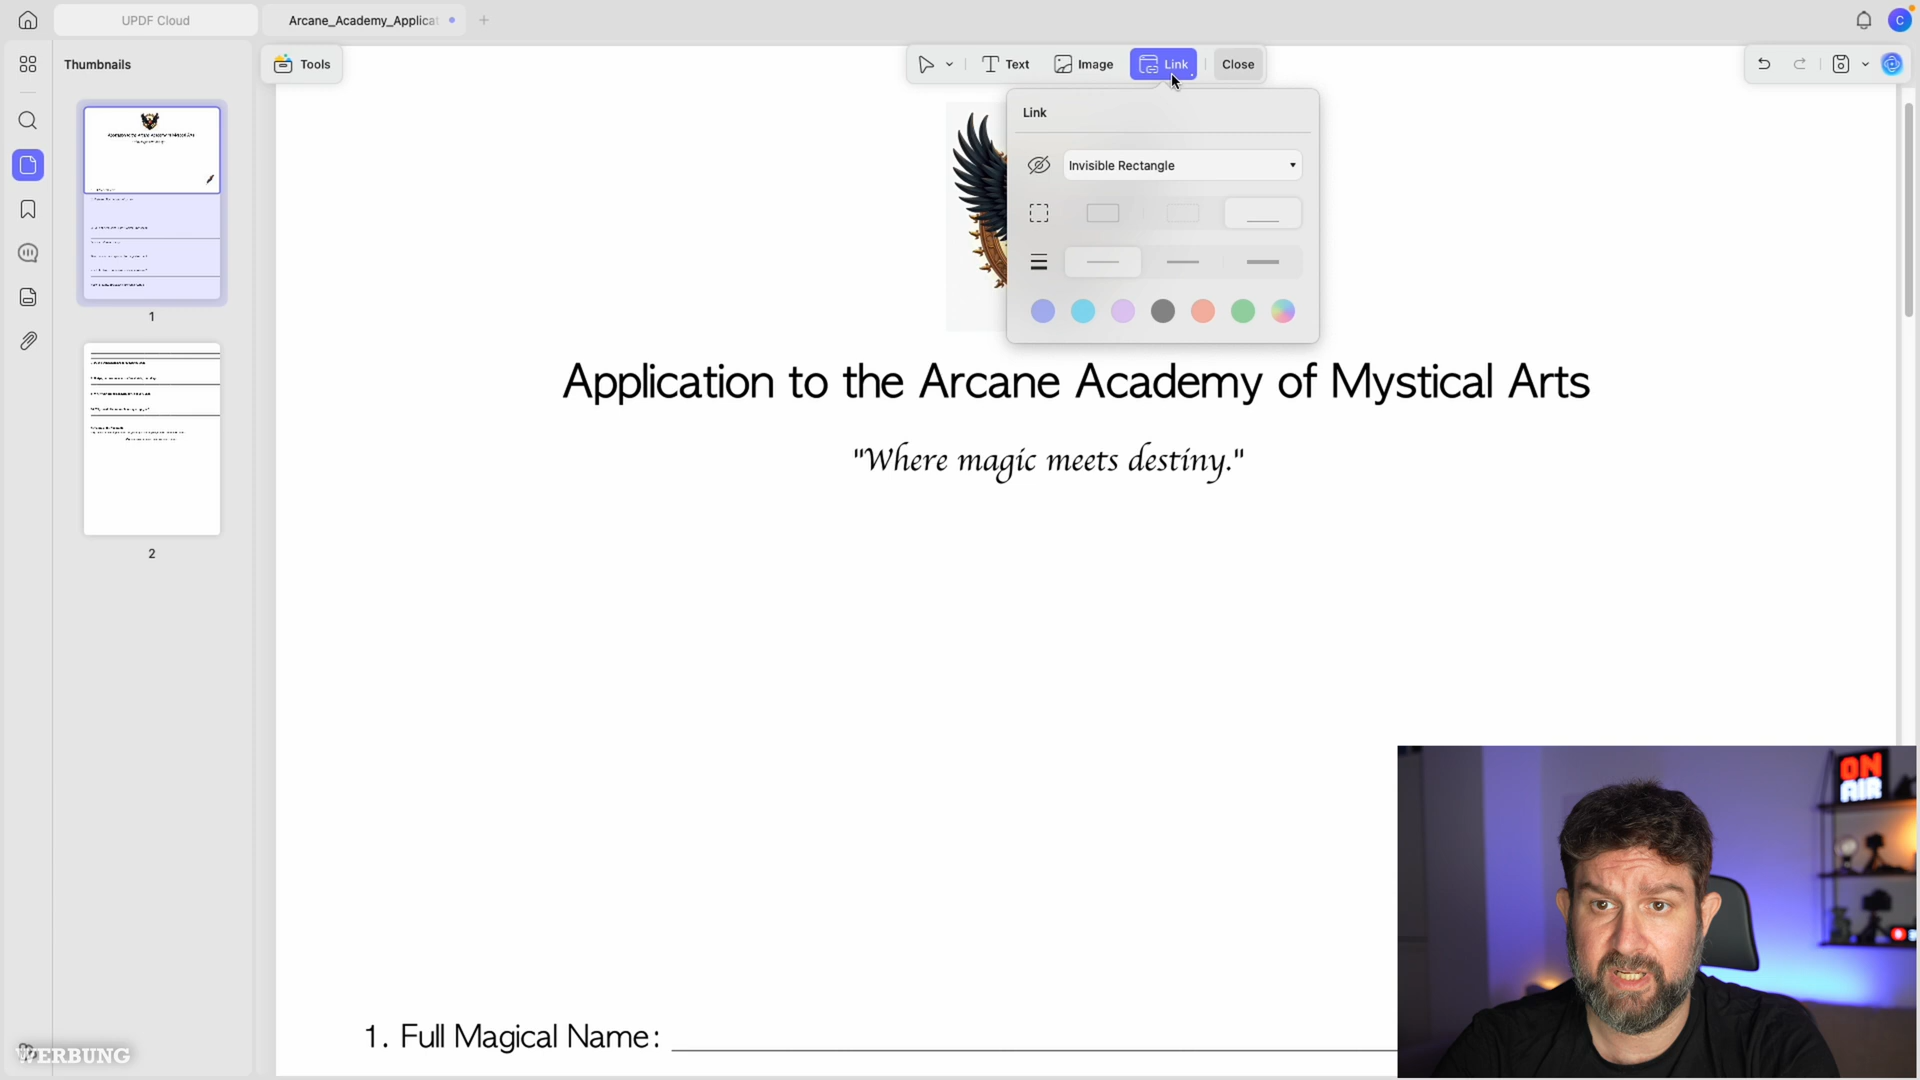 UPDF Cloud
Arcane_Academy_Applicat
C
Thumbnails
Tools
Text
Image
Link
Close
Link
Invisible Rectangle
Application to the Arcane Academy of Mystical Arts
"Where magic meets destiny."
1. Full Magical Name:
1
2
ON
AIR
WERBUNG